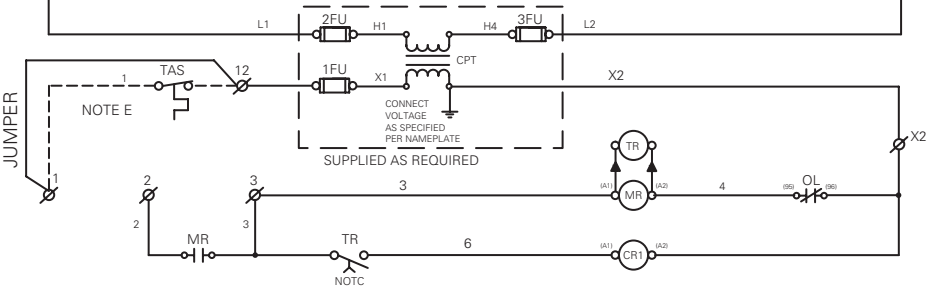 L1
2FU
H1
H4
3FU
L2
CPT
1
TAS
12
1FU
X1
X2
NOTE E
JUMPER
CONNECT
VOLTAGE
AS SPECIFIED
PER NAMEPLATE
SUPPLIED AS REQUIRED
TR
X2
1
2
3
3
(A1)
MR
(A2)
4
(95)
OL
(96)
2
3
MR
TR
NOTC
6
(A1)
CR1
(A2)